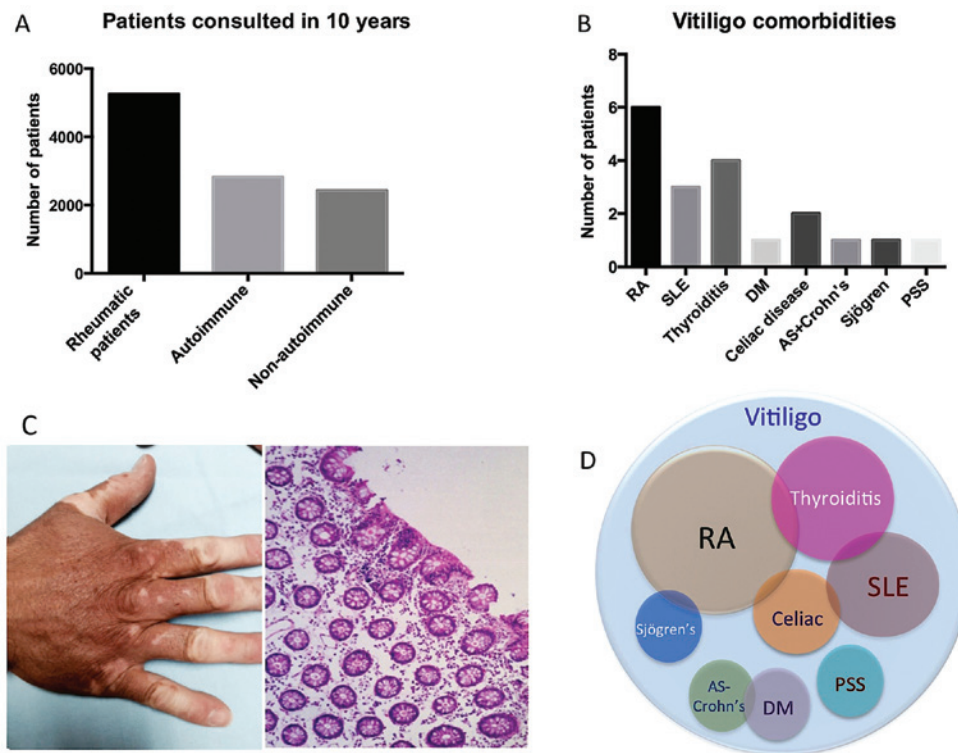 A
Patients consulted in 10 years
Number of patients
6000
4000
2000
0
Rheumatic
patients
Autoimmune
Non-autoimmune
B
Vitiligo comorbidities
Number of patients
8
6
4
2
0
RA
SLE
Thyroiditis
DM
Celiac disease
AS+Crohn's
Sjögren
PSS
C
D
Vitiligo
Thyroiditis
RA
SLE
Celiac
Sjögren's
PSS
AS-
Crohn's
DM